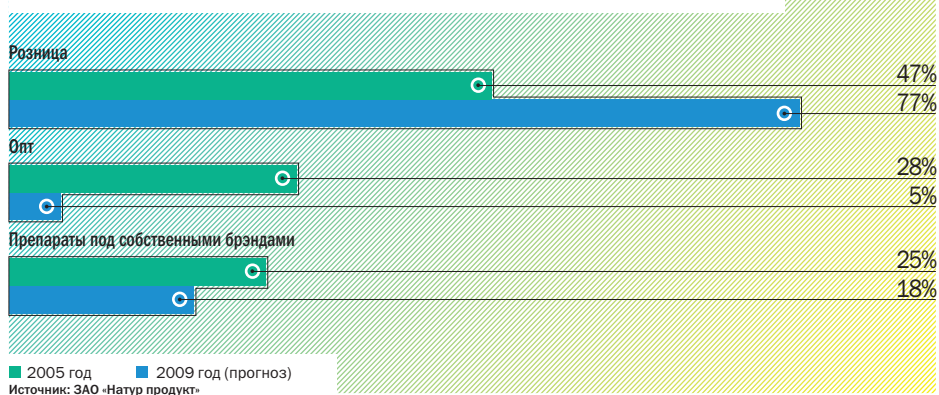 Розница
47%
77%
Опт
28%
5%
Препараты под собственными брэндами
25%
18%
2005 год 2009 год (прогноз)
Источник: ЗАО «Натур продукт»